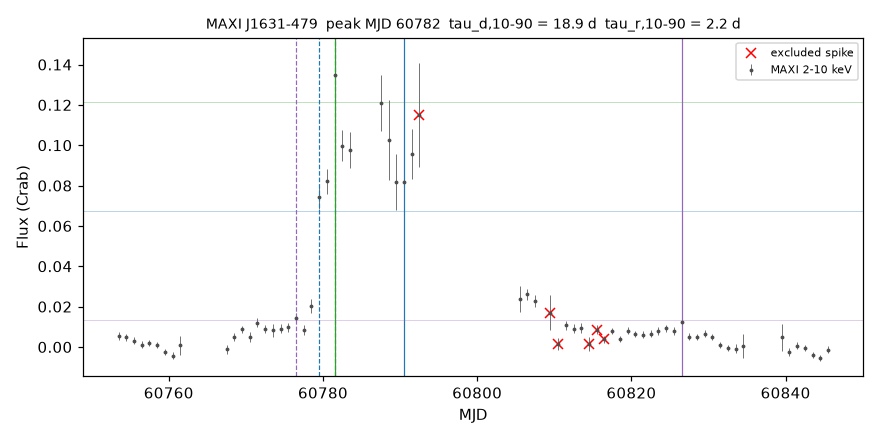 MAXI J1631-479  peak MJD 60782  tau_d,10-90 = 18.9 d  tau_r,10-90 = 2.2 d
excluded spike
MAXI 2-10 keV
Flux (Crab)
0.14
0.12
0.10
0.08
0.06
0.04
0.02
0.00
60760 60780 60800 60820 60840
MJD